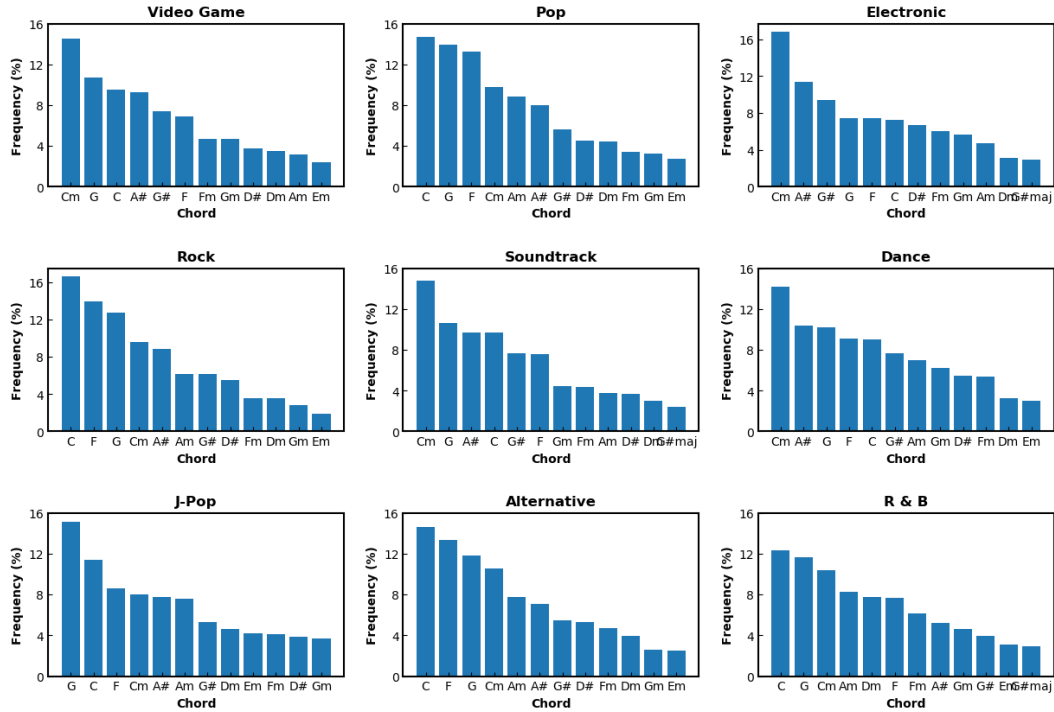 Video Game
Frequency (%)
16
12
8
4
0
Cm G C A# G# F Fm Gm D# Dm Am Em
Chord
Pop
Frequency (%)
16
12
8
4
0
C G F Cm Am A# G# D# Dm Fm Gm Em
Chord
Electronic
Frequency (%)
16
12
8
4
0
Cm A# G# G F C D# Fm Gm Am Dm G#maj
Chord
Rock
Frequency (%)
16
12
8
4
0
C F G Cm A# Am G# D# Fm Dm Gm Em
Chord
Soundtrack
Frequency (%)
16
12
8
4
0
Cm G A# C G# F Gm Fm Am D# Dm G#maj
Chord
Dance
Frequency (%)
16
12
8
4
0
Cm A# G F C G# Am Gm D# Fm Dm Em
Chord
J-Pop
Frequency (%)
16
12
8
4
0
G C F Cm A# Am G# Dm Em Fm D# Gm
Chord
Alternative
Frequency (%)
16
12
8
4
0
C F G Cm Am A# G# D# Fm Dm Gm Em
Chord
R & B
Frequency (%)
16
12
8
4
0
C G Cm Am Dm F Fm A# Gm G# Em G#maj
Chord